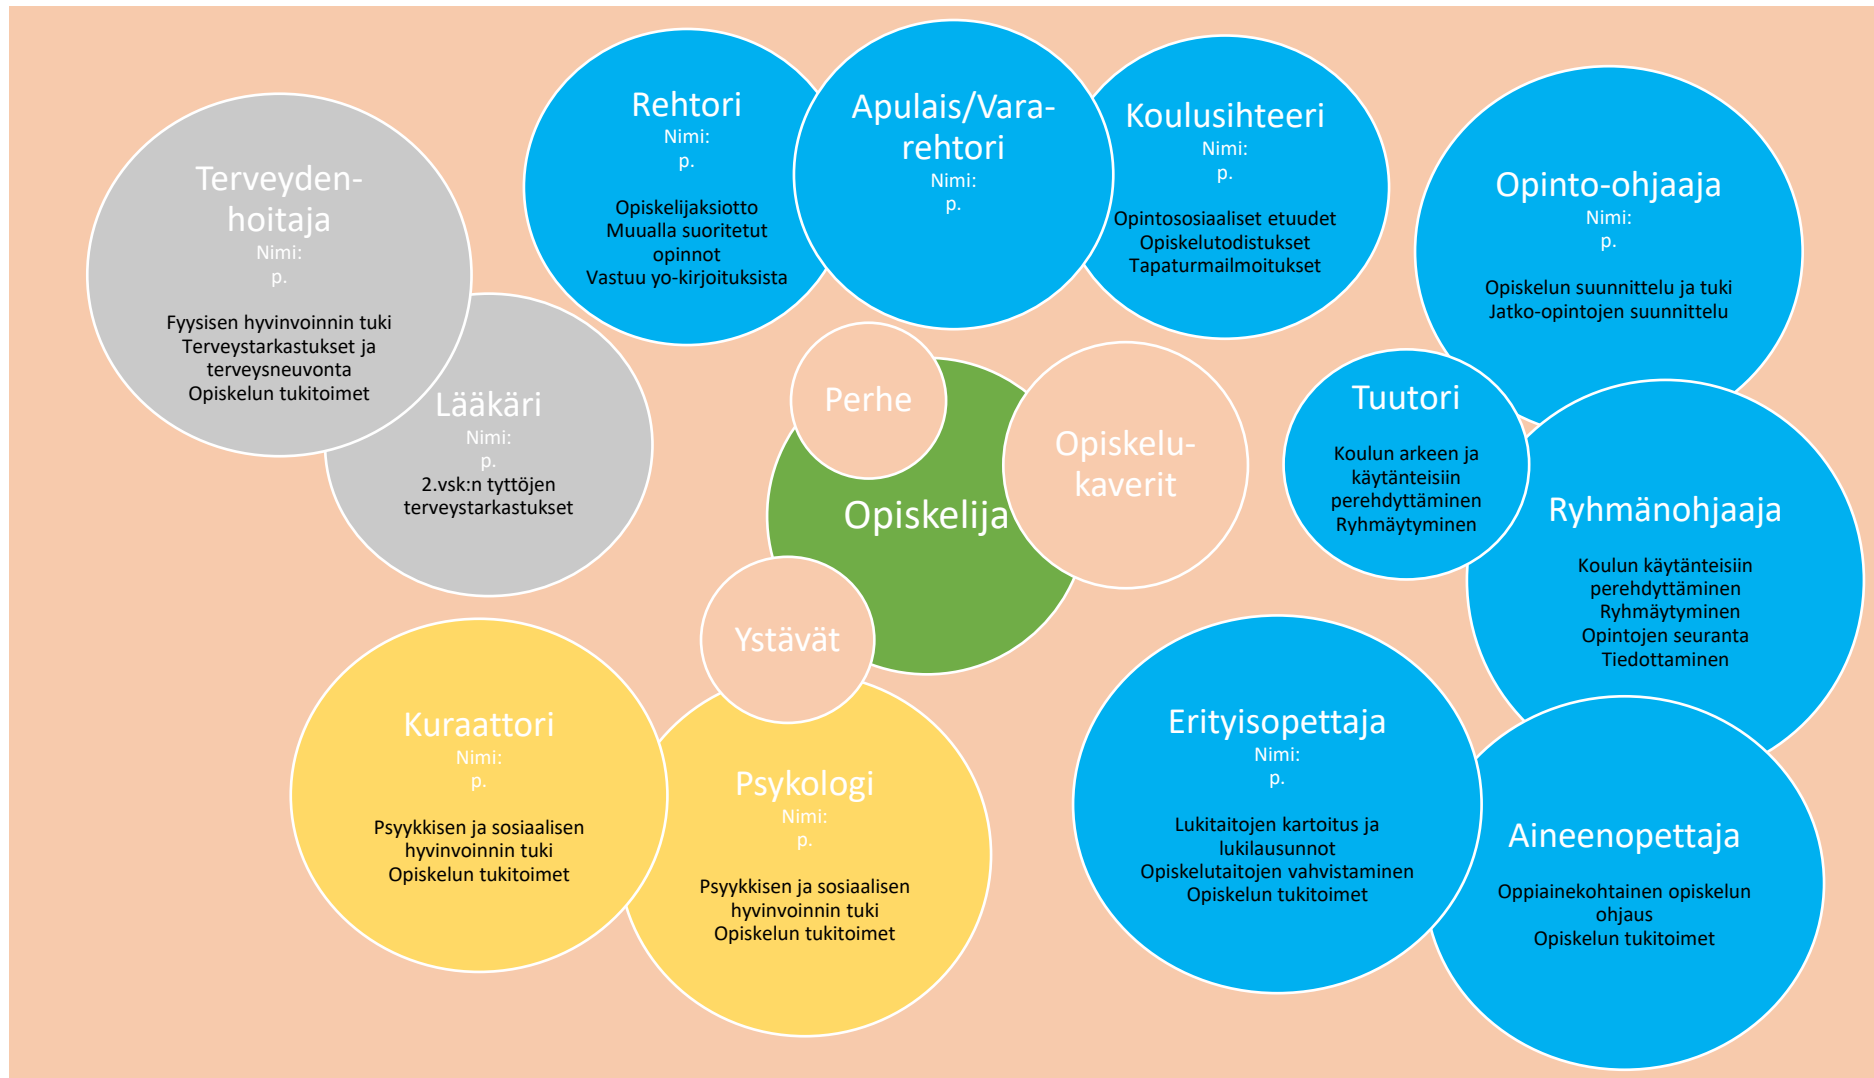 Terveyden-
hoitaja
Nimi:
p.
Fyysisen hyvinvoinnin tuki
Terveystarkastukset ja
terveysneuvonta
Opiskelun tukitoimet
Lääkäri
Nimi:
p.
2.vsk:n tyttöjen
terveystarkastukset
Rehtori
Nimi:
p.
Opiskelijaksiotto
Muualla suoritetut
opinnot
Vastuu yo-kirjoituksista
Apulais/Vara-
rehtori
Nimi:
p.
Koulusihteeri
Nimi:
p.
Opintososiaaliset etuudet
Opiskelutodistukset
Tapaturmailmoitukset
Opinto-ohjaaja
Nimi:
p.
Opiskelun suunnittelu ja tuki
Jatko-opintojen suunnittelu
Perhe
Opiskelu-
kaverit
Opiskelija
Ystävät
Tuutori
Koulun arkeen ja
käytänteisiin
perehdyttäminen
Ryhmäytyminen
Ryhmänohjaaja
Koulun käytänteisiin
perehdyttäminen
Ryhmäytyminen
Opintojen seuranta
Tiedottaminen
Kuraattori
Nimi:
p.
Psyykkisen ja sosiaalisen
hyvinvoinnin tuki
Opiskelun tukitoimet
Psykologi
Nimi:
p.
Psyykkisen ja sosiaalisen
hyvinvoinnin tuki
Opiskelun tukitoimet
Erityisopettaja
Nimi:
p.
Lukitaitojen kartoitus ja
lukilausunnot
Opiskelutaitojen vahvistaminen
Opiskelun tukitoimet
Aineenopettaja
Oppiainekohtainen opiskelun
ohjaus
Opiskelun tukitoimet